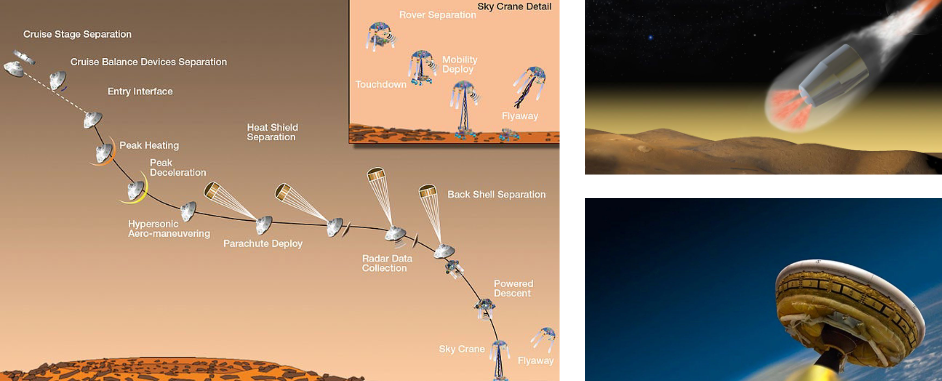 Sky Crane Detail
Rover Separation
Mobility
Deploy
Touchdown
Flyaway
Cruise Stage Separation
Cruise Balance Devices Separation
Entry Interface
Heat Shield
Separation
Peak Heating
Peak
Deceleration
Hypersonic
Aero-maneuvering
Parachute Deploy
Radar Data
Collection
Back Shell Separation
Powered
Descent
Sky Crane
Flyaway